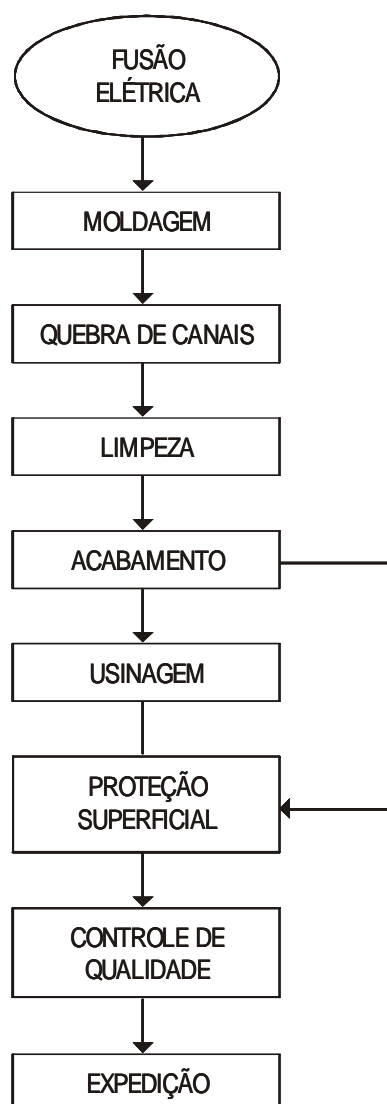 FUSÃO
ELÉTRICA
MOLDAGEM
QUEBRA DE CANAIS
LIMPEZA
ACABAMENTO
USINAGEM
PROTEÇÃO
SUPERFICIAL
CONTROLE DE
QUALIDADE
EXPEDIÇÃO